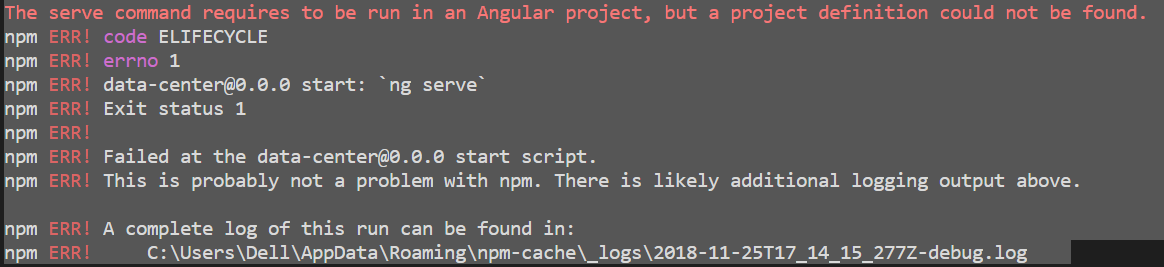 The serve command requires to be run in an Angular project, but a project definition could not be found.
npm ERR! code ELIFECYCLE
npm ERR! errno 1
npm ERR! data-center@0.0.0 start: `ng serve`
npm ERR! Exit status 1
npm ERR!
npm ERR! Failed at the data-center@0.0.0 start script.
npm ERR! This is probably not a problem with npm. There is likely additional logging output above.
npm ERR! A complete log of this run can be found in:
npm ERR!     C:\Users\Dell\AppData\Roaming\npm-cache\_logs\2018-11-25T17_14_15_277Z-debug.log